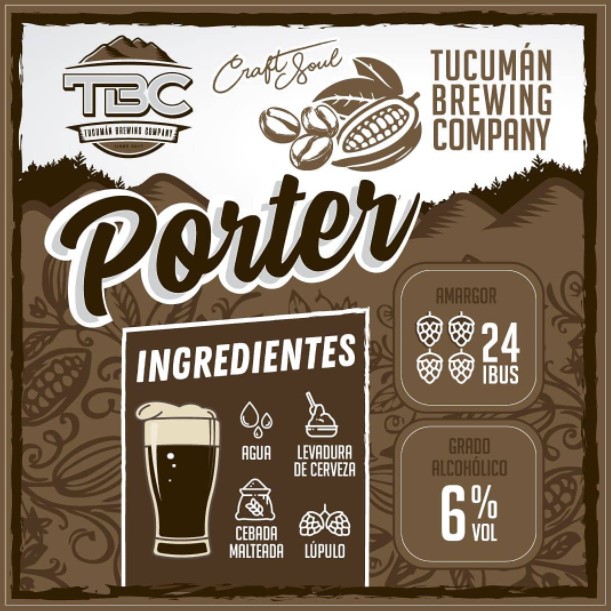 TBC
TUCUMÁN BREWING COMPANY
Craft Soul
TUCUMÁN
BREWING
COMPANY
Porter
INGREDIENTES
AGUA
LEVADURA
DE CERVEZA
CEBADA
MALTEADA
LÚPULO
AMARGOR
24
IBUS
GRADO
ALCOHÓLICO
6%
VOL